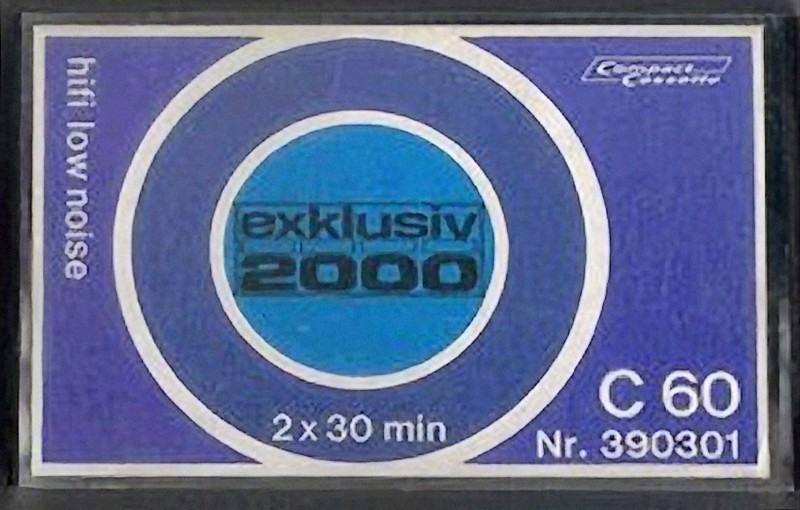 hifi low noise
Compact
Cassette
exklusiv
2000
2 x 30 min
C 60
Nr. 390301